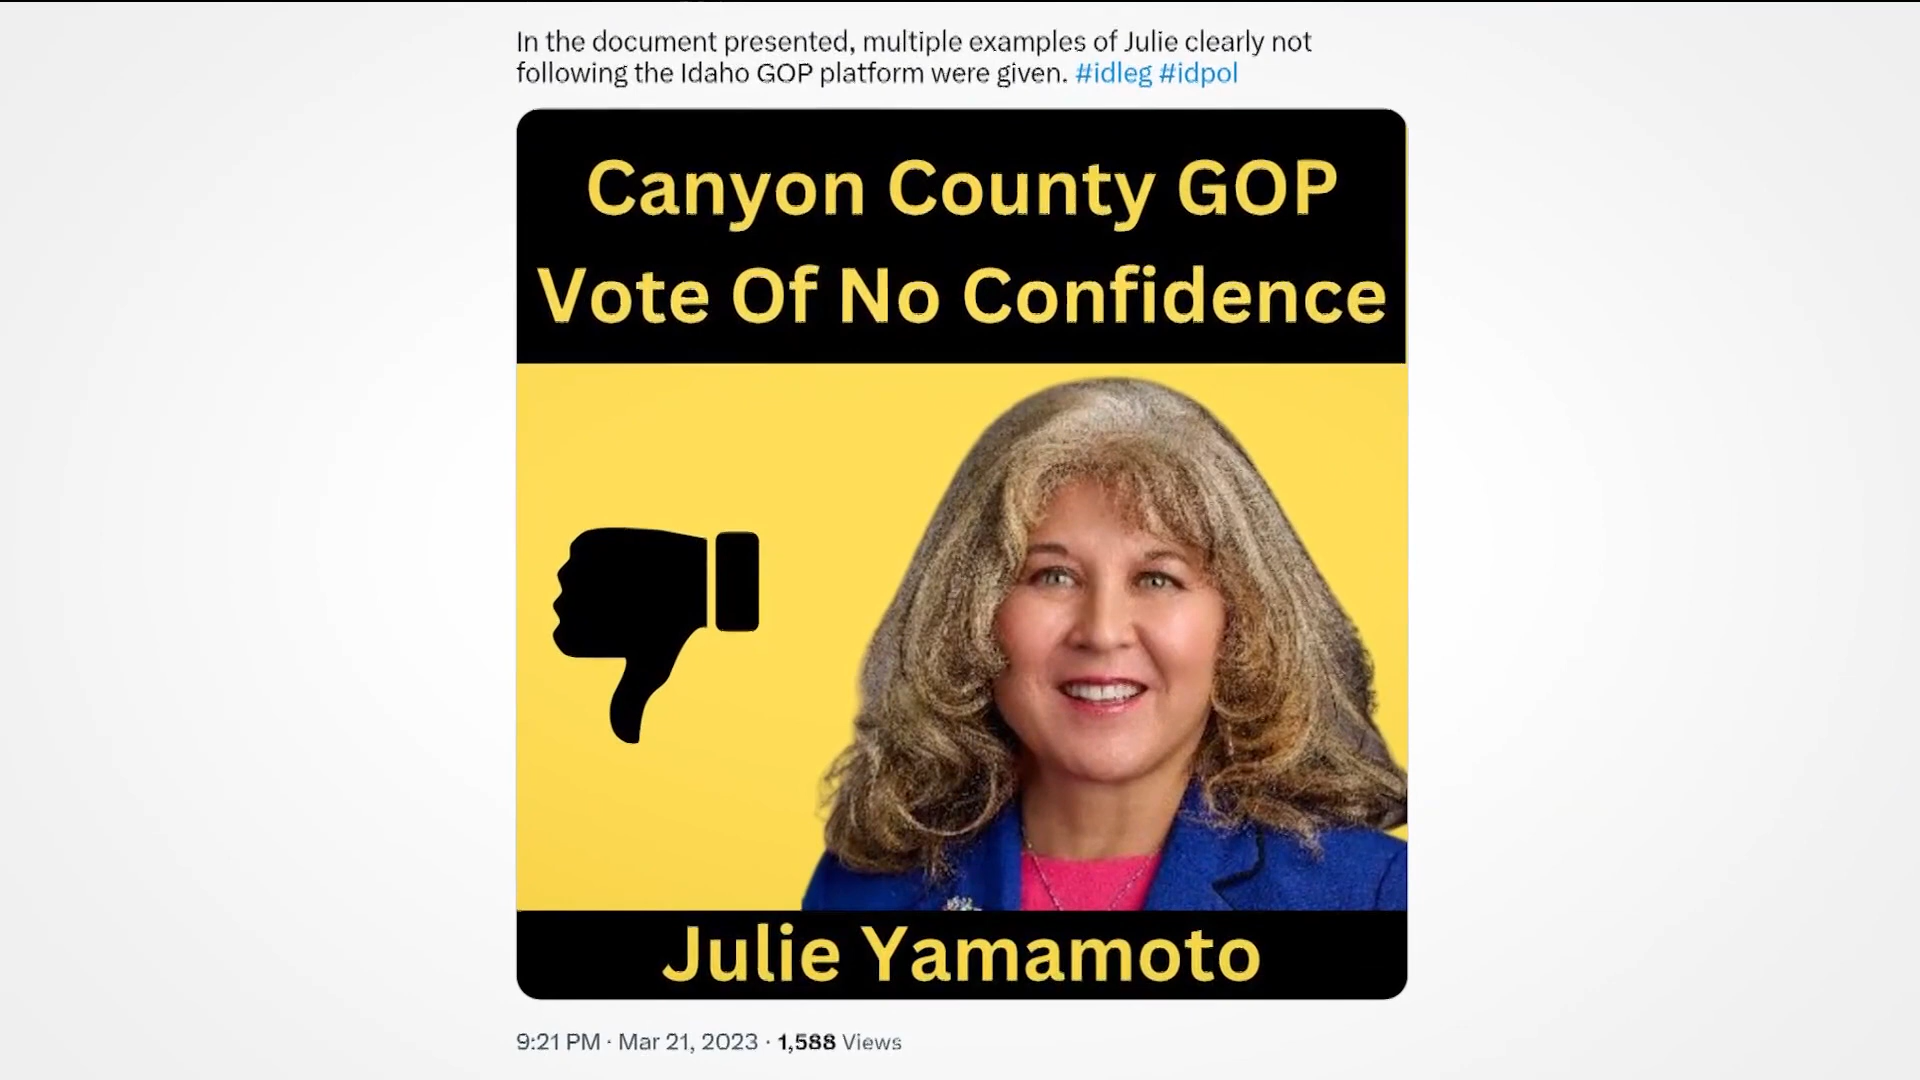 In the document presented, multiple examples of Julie clearly not
following the Idaho GOP platform were given. #idleg #idpol
Canyon County GOP
Vote Of No Confidence
Julie Yamamoto
9:21 PM · Mar 21, 2023 · 1,588 Views